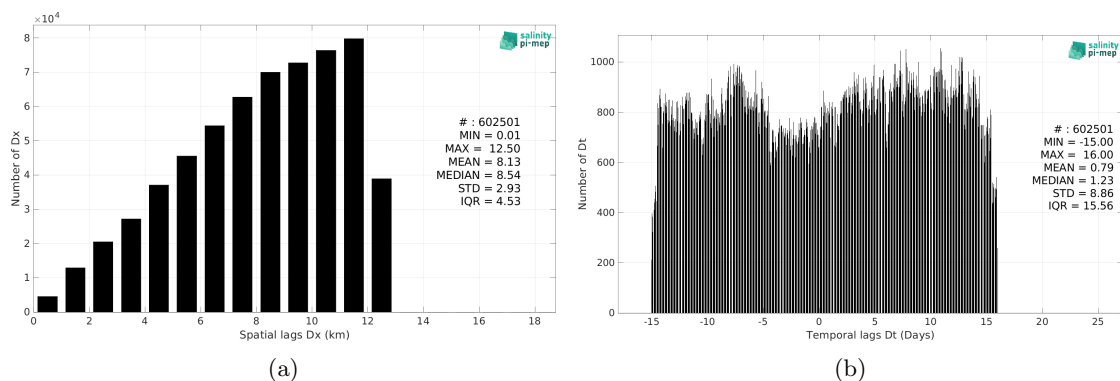 ×10⁴
8
7
6
5
4
3
2
1
0
Number of Dx
salinity
pi-mep
# : 602501
MIN = 0.01
MAX = 12.50
MEAN = 8.13
MEDIAN = 8.54
STD = 2.93
IQR = 4.53
0 2 4 6 8 10 12 14 16 18
Spatial lags Dx (km)
(a)
1000
800
600
400
200
0
Number of Dt
salinity
pi-mep
# : 602501
MIN = -15.00
MAX = 16.00
MEAN = 0.79
MEDIAN = 1.23
STD = 8.86
IQR = 15.56
-15 -10 -5 0 5 10 15 20 25
Temporal lags Dt (Days)
(b)